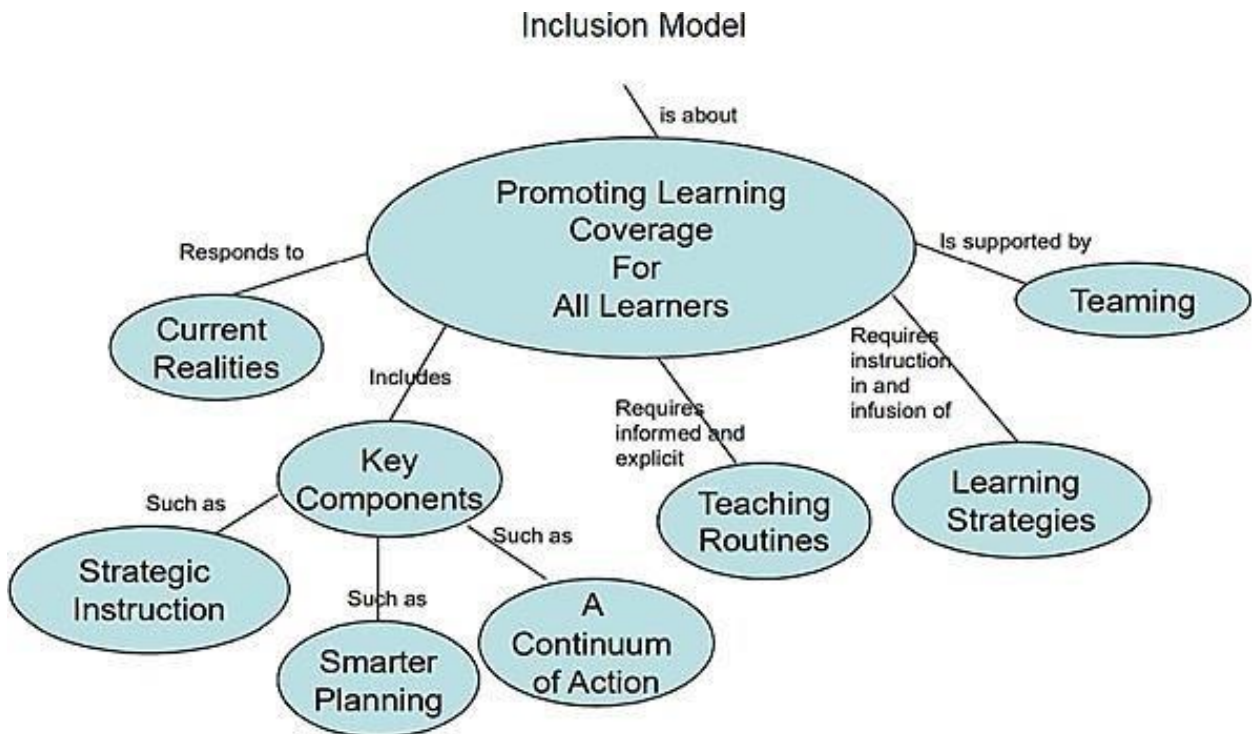 Inclusion Model
is about
Promoting Learning
Coverage
For
All Learners
Responds to
Is supported by
Current
Realities
Teaming
Includes
Requires
informed and
explicit
Requires
instruction
in and
infusion of
Key
Components
Teaching
Routines
Learning
Strategies
Such as
Such as
Such as
Strategic
Instruction
Smarter
Planning
A
Continuum
of Action